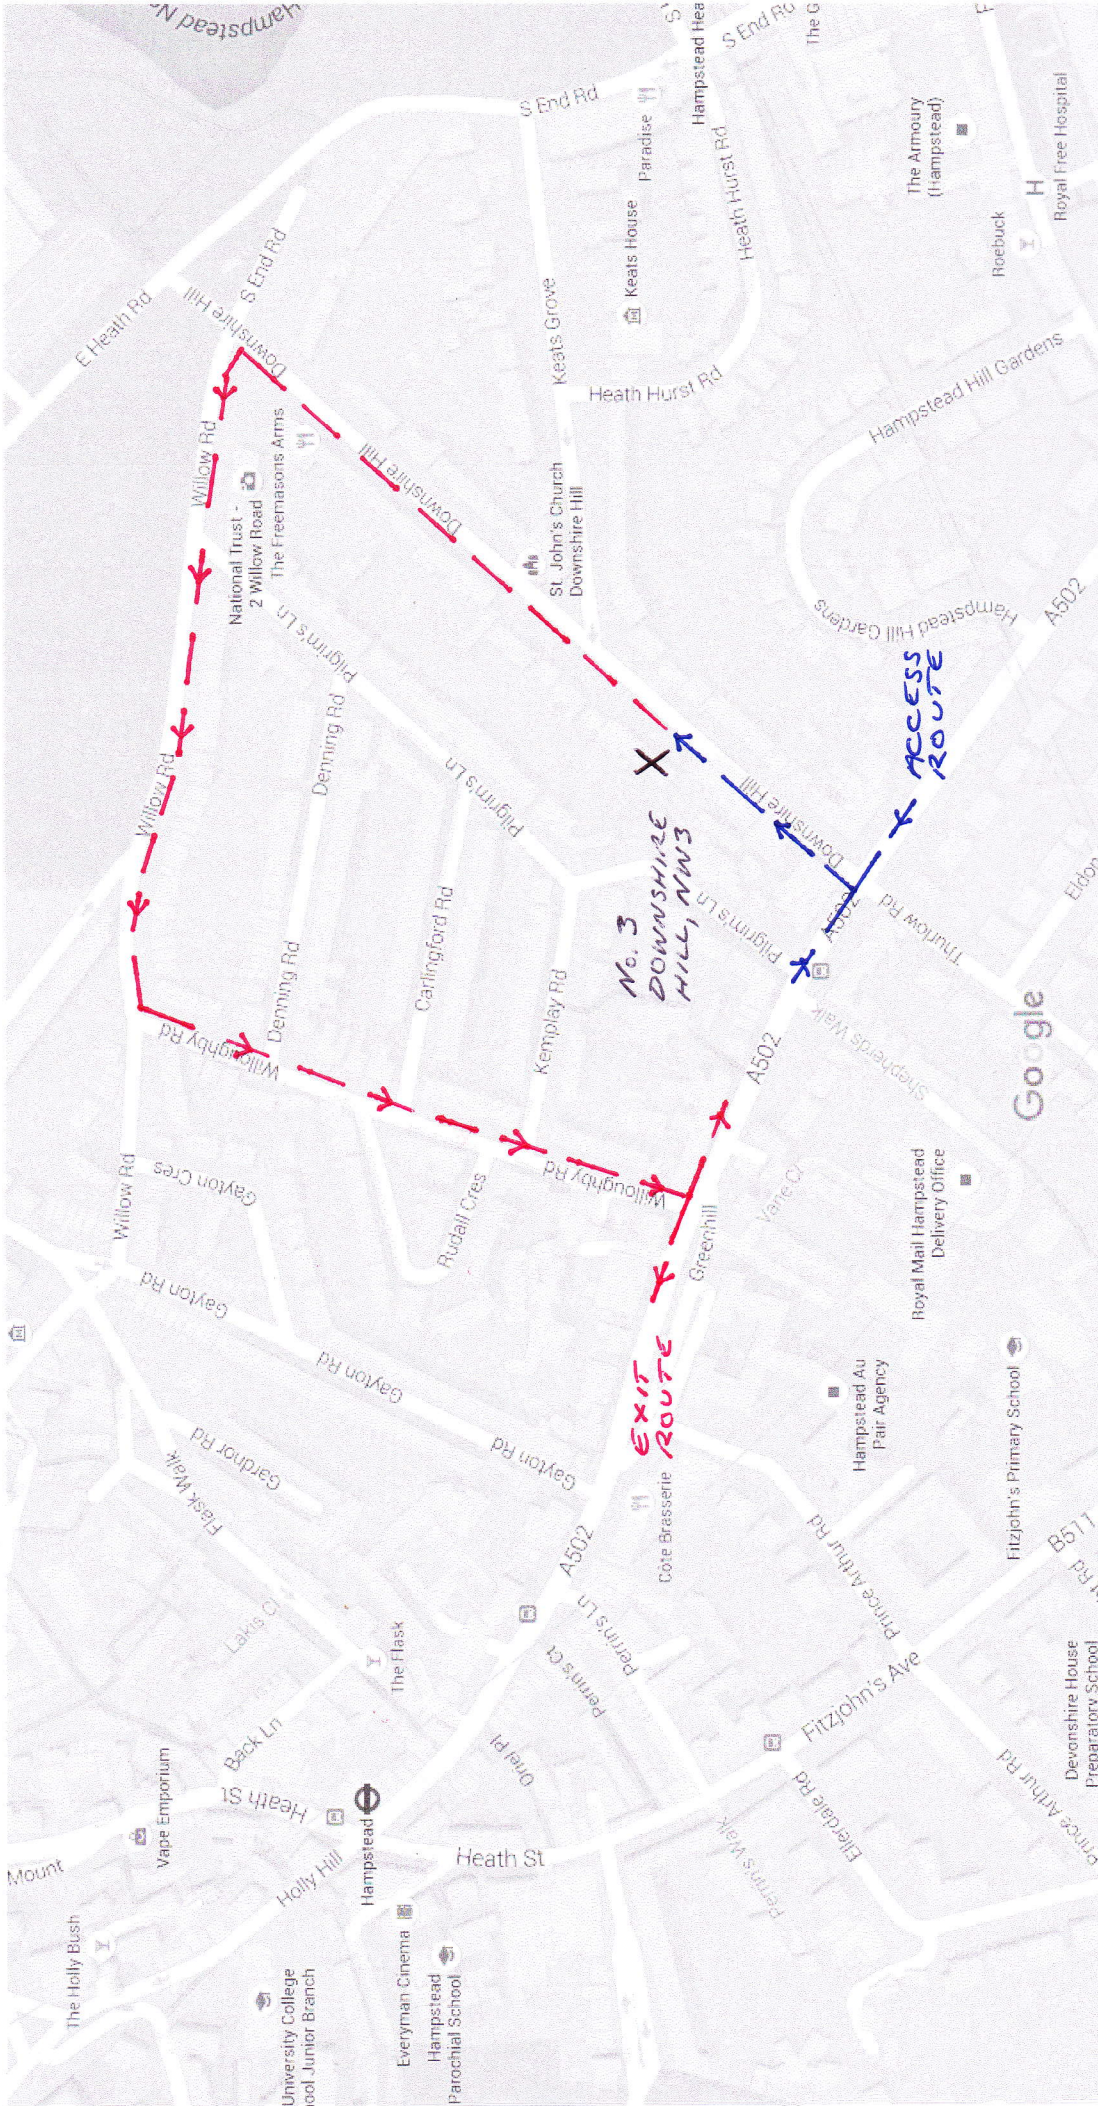 Hampstead No
E Heath Rd
S End Rd
S End Rd
S End Rd
Downshire Hill
Willow Rd
National Trust -
2 Willow Road
The Freemasons Arms
Downshire Hill
Pilgrim's Ln
Keats Grove
Keats House
Paradise
Hampstead Hea
The G
Heath Hurst Rd
Heath Hurst Rd
The Armoury
(Hampstead)
Roebuck
H
Royal Free Hospital
Hampstead Hill Gardens
Hampstead Hill Gardens
A502
St. John's Church
Downshire Hill
Willow Rd
Denning Rd
Denning Rd
Pilgrim's Ln
Carlingford Rd
Kemplay Rd
Pilgrim's Ln
No. 3
DOWNSHIRE
HILL, NW3
X
Downshire Hill
ACCESS
ROUTE
A502
Thurlow Rd
Eldon
Willoughby Rd
Willoughby Rd
Willoughby Rd
Willow Rd
Gayton Cres
Rudall Cres
A502
Shepherds Walk
Google
Greenhill
Vane Cl
Royal Mail Hampstead
Delivery Office
Gayton Rd
Gayton Rd
Gayton Rd
Gardnor Rd
Flask Walk
EXIT
ROUTE
Côte Brasserie
Hampstead Au
Pair Agency
Fitzjohn's Primary School
B511
A502
Prince Arthur Rd
Prince Arthur Rd
Prince Arthur Rd
Perrin's Ln
Perrin's Ct
Oriel Pl
Lakis Cl
The Flask
Back Ln
Heath St
Heath St
Vape Emporium
Mount
Holly Hill
Hampstead
The Holly Bush
University College
ool Junior Branch
Everyman Cinema
Hampstead
Parochial School
Fitzjohn's Ave
Ellerdale Rd
Perrin's Walk
Devonshire House
Preparatory School